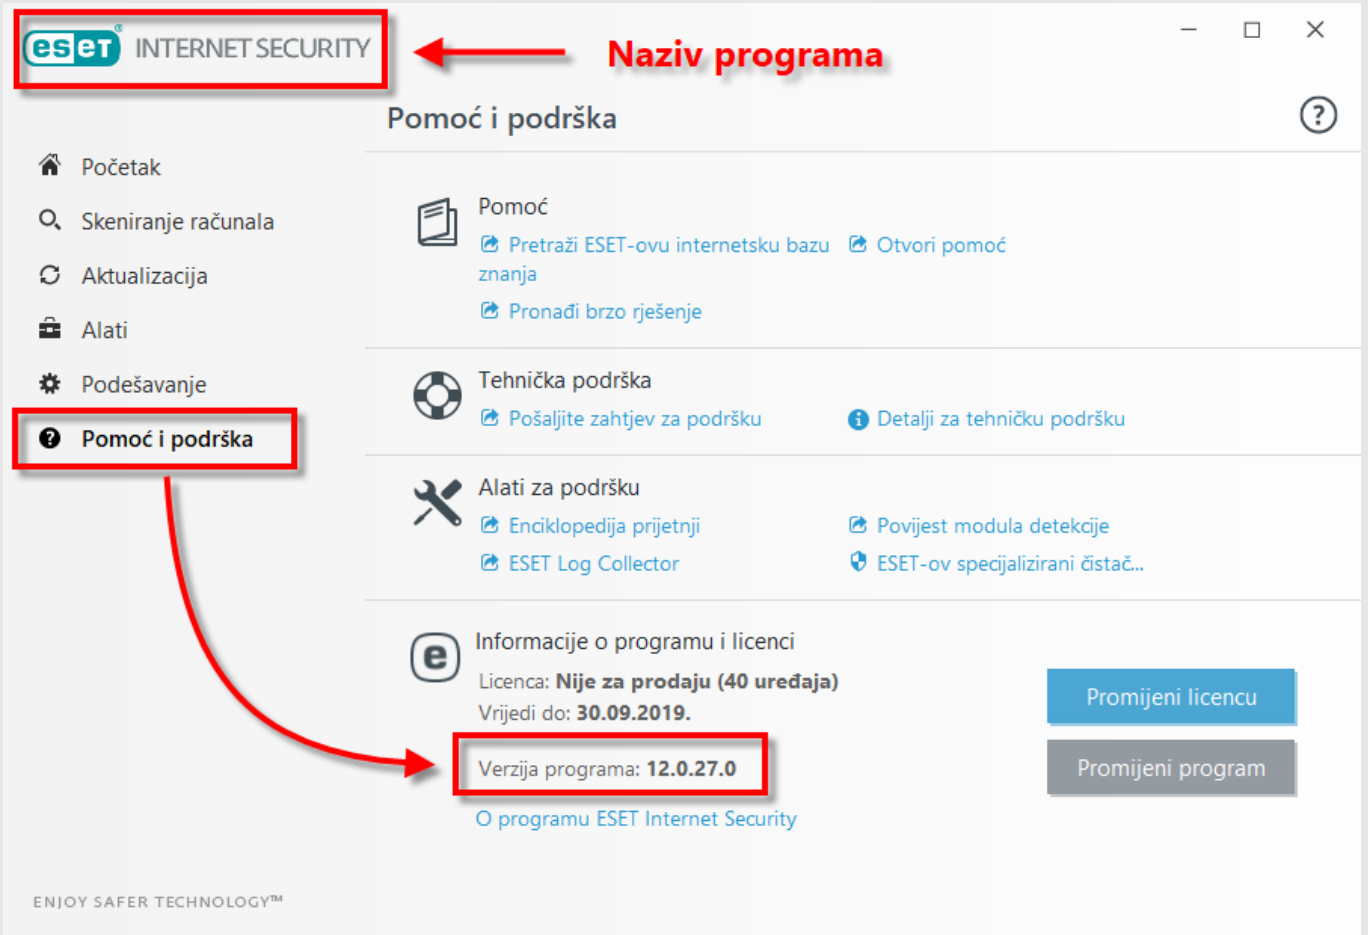 eset® INTERNET SECURITY
Naziv programa
Pomoć i podrška
Početak
Skeniranje računala
Aktualizacija
Alati
Podešavanje
Pomoć i podrška
Pomoć
Pretraži ESET-ovu internetsku bazu znanja
Otvori pomoć
Pronađi brzo rješenje
Tehnička podrška
Pošaljite zahtjev za podršku
Detalji za tehničku podršku
Alati za podršku
Enciklopedija prijetnji
Povijest modula detekcije
ESET Log Collector
ESET-ov specijalizirani čistač...
Informacije o programu i licenci
Licenca: Nije za prodaju (40 uređaja)
Vrijedi do: 30.09.2019.
Verzija programa: 12.0.27.0
O programu ESET Internet Security
Promijeni licencu
Promijeni program
ENJOY SAFER TECHNOLOGY™